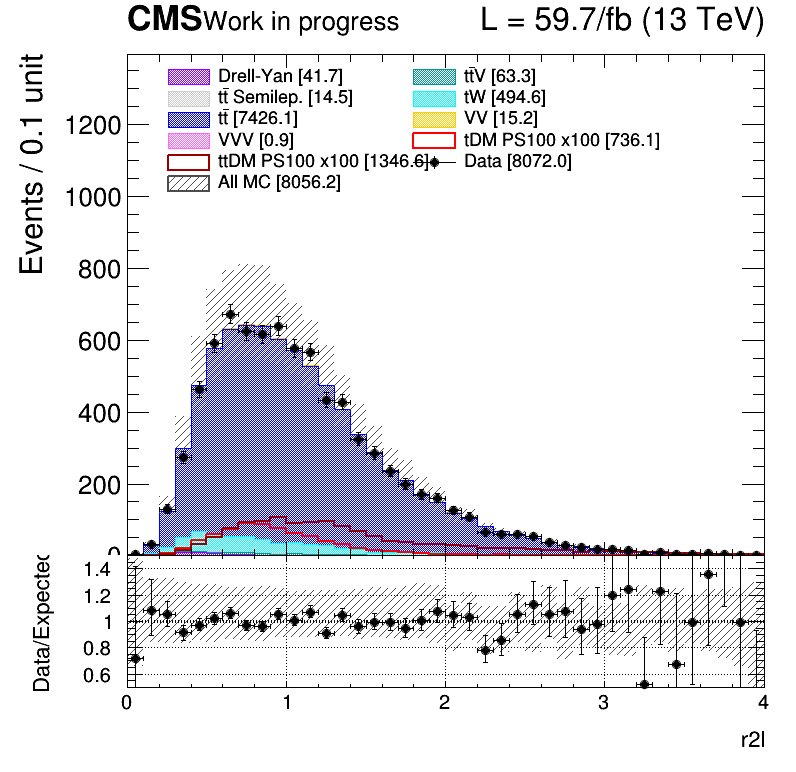 CMS Work in progress L = 59.7/fb (13 TeV)
Events / 0.1 unit
Drell-Yan [41.7] tt̄V [63.3]
tt̄ Semilep. [14.5] tW [494.6]
tt̄ [7426.1] VV [15.2]
VVV [0.9] tDM PS100 x100 [736.1]
ttDM PS100 x100 [1346.6] Data [8072.0]
All MC [8056.2]
1200
1000
800
600
400
200
0
Data/Expected
1.4
1.2
1
0.8
0.6
0 1 2 3 4
r2l